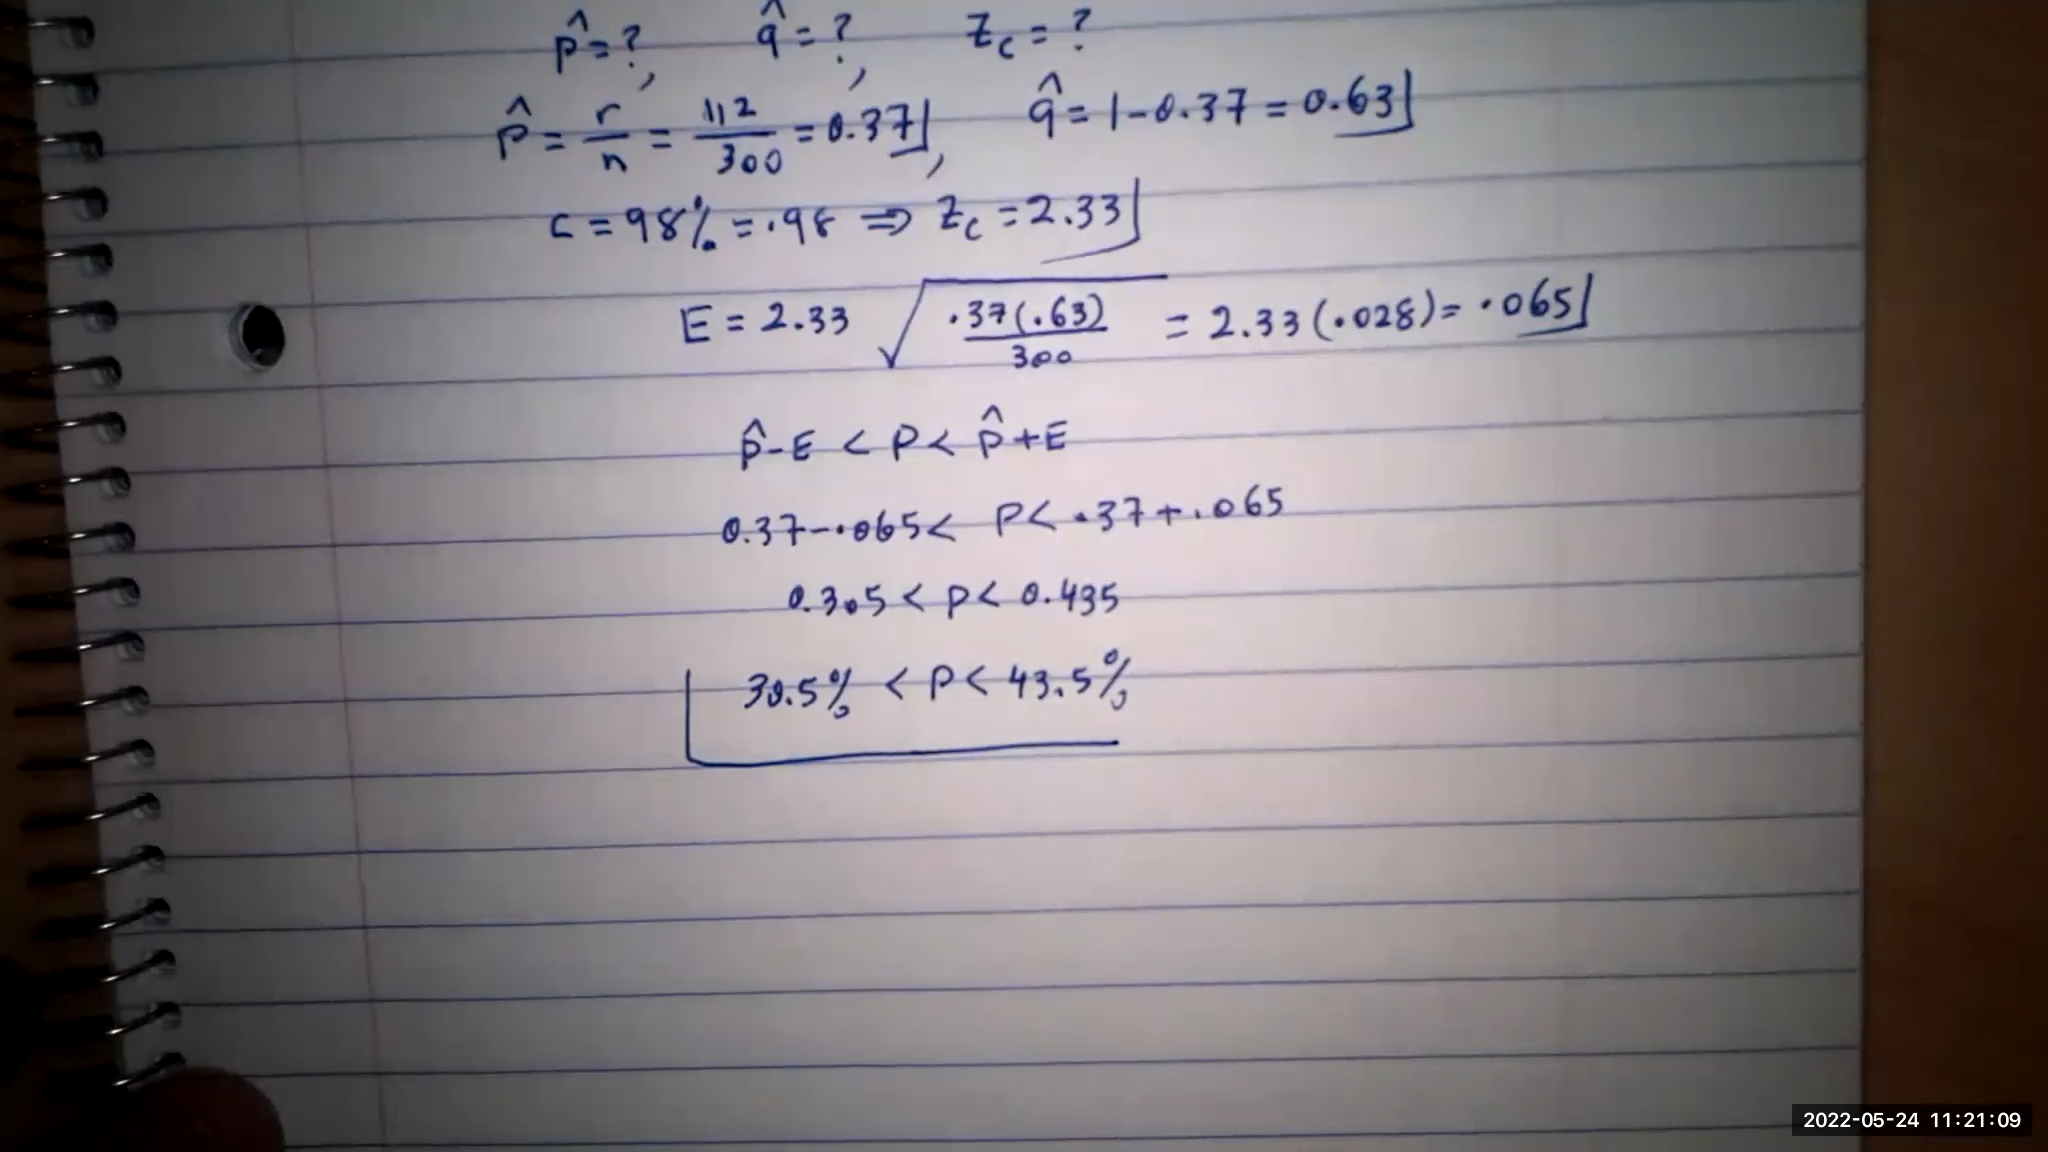 p̂ = ?, q̂ = ?, Zc = ?
p̂ = r/n = 112/300 = 0.37, q̂ = 1-0.37 = 0.63
c = 98% = .98 ⇒ Zc = 2.33
E = 2.33 √(.37(.63)/300) = 2.33(.028) = .065
p̂-E < P < p̂+E
0.37-.065 < P < .37+.065
0.305 < P < 0.435
30.5% < P < 43.5%
2022-05-24 11:21:09